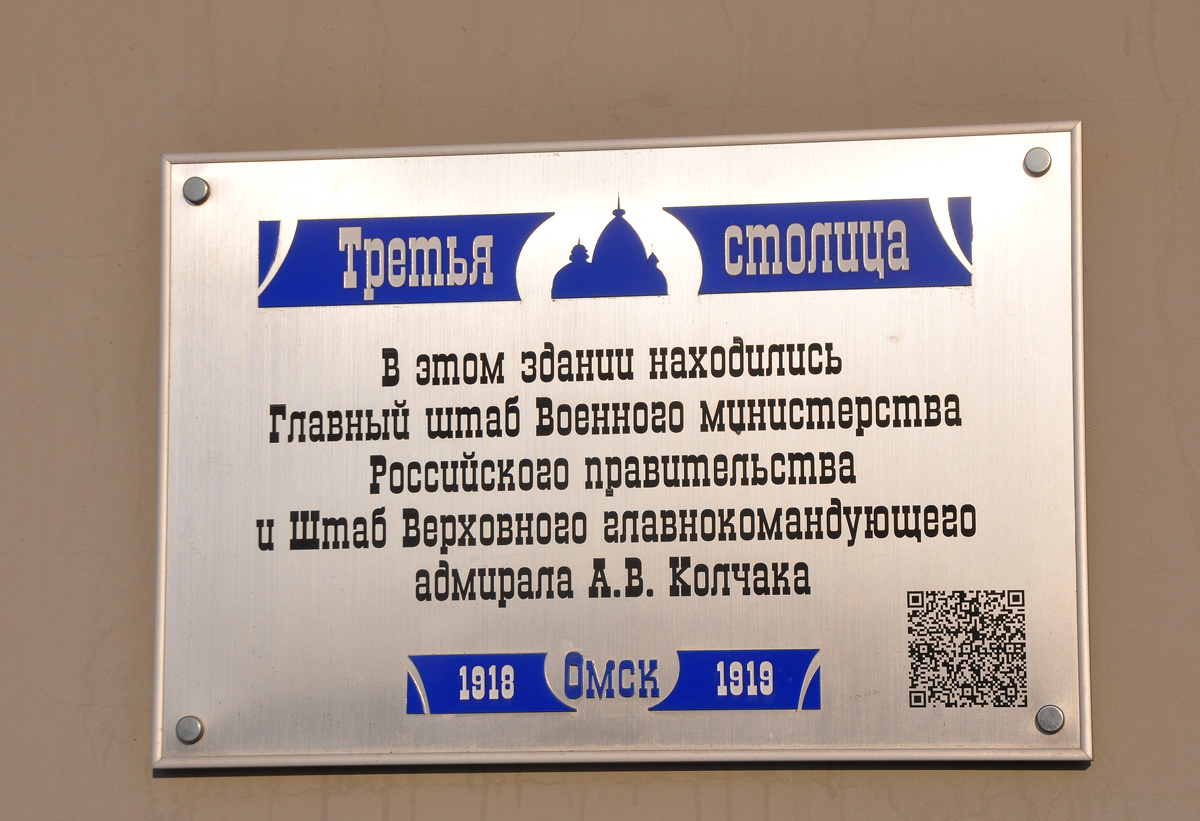 Третья столица
В этом здании находились
Главный штаб Военного министерства
Российского правительства
и Штаб Верховного главнокомандующего
адмирала А.В. Колчака
1918 Омск 1919